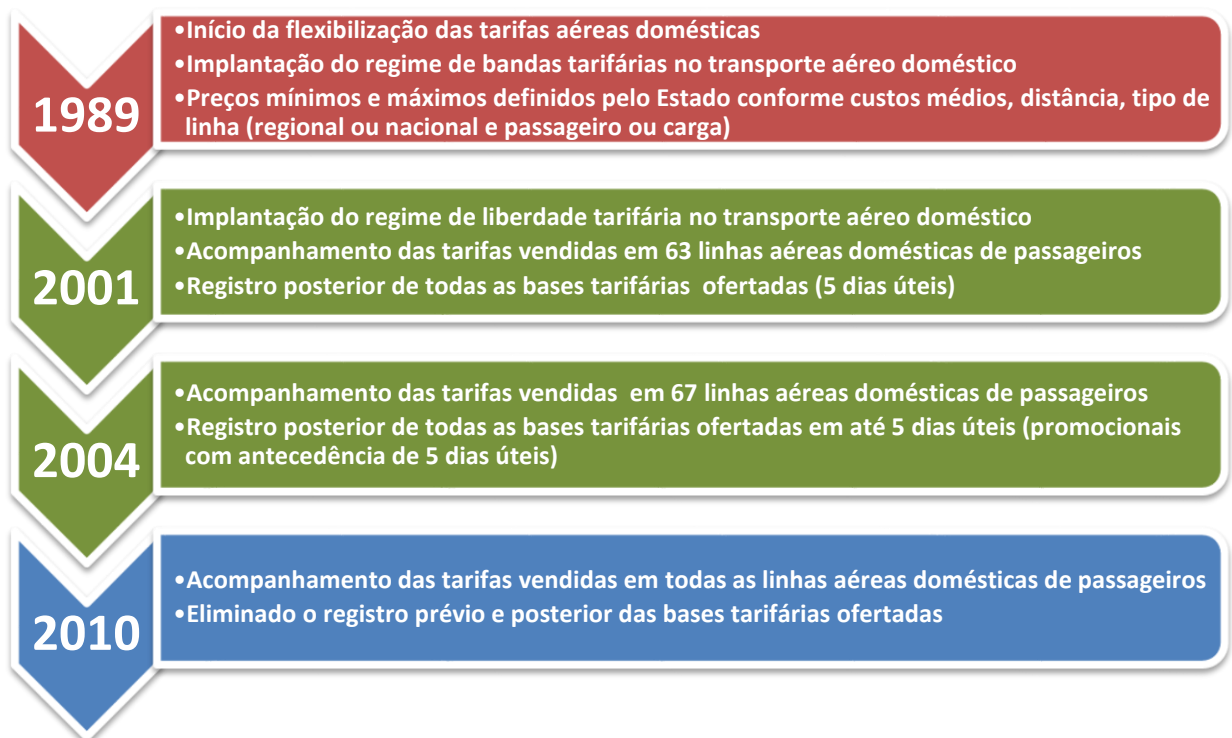 1989
•Início da flexibilização das tarifas aéreas domésticas
•Implantação do regime de bandas tarifárias no transporte aéreo doméstico
•Preços mínimos e máximos definidos pelo Estado conforme custos médios, distância, tipo de
linha (regional ou nacional e passageiro ou carga)
2001
•Implantação do regime de liberdade tarifária no transporte aéreo doméstico
•Acompanhamento das tarifas vendidas em 63 linhas aéreas domésticas de passageiros
•Registro posterior de todas as bases tarifárias ofertadas (5 dias úteis)
2004
•Acompanhamento das tarifas vendidas em 67 linhas aéreas domésticas de passageiros
•Registro posterior de todas as bases tarifárias ofertadas em até 5 dias úteis (promocionais
com antecedência de 5 dias úteis)
2010
•Acompanhamento das tarifas vendidas em todas as linhas aéreas domésticas de passageiros
•Eliminado o registro prévio e posterior das bases tarifárias ofertadas